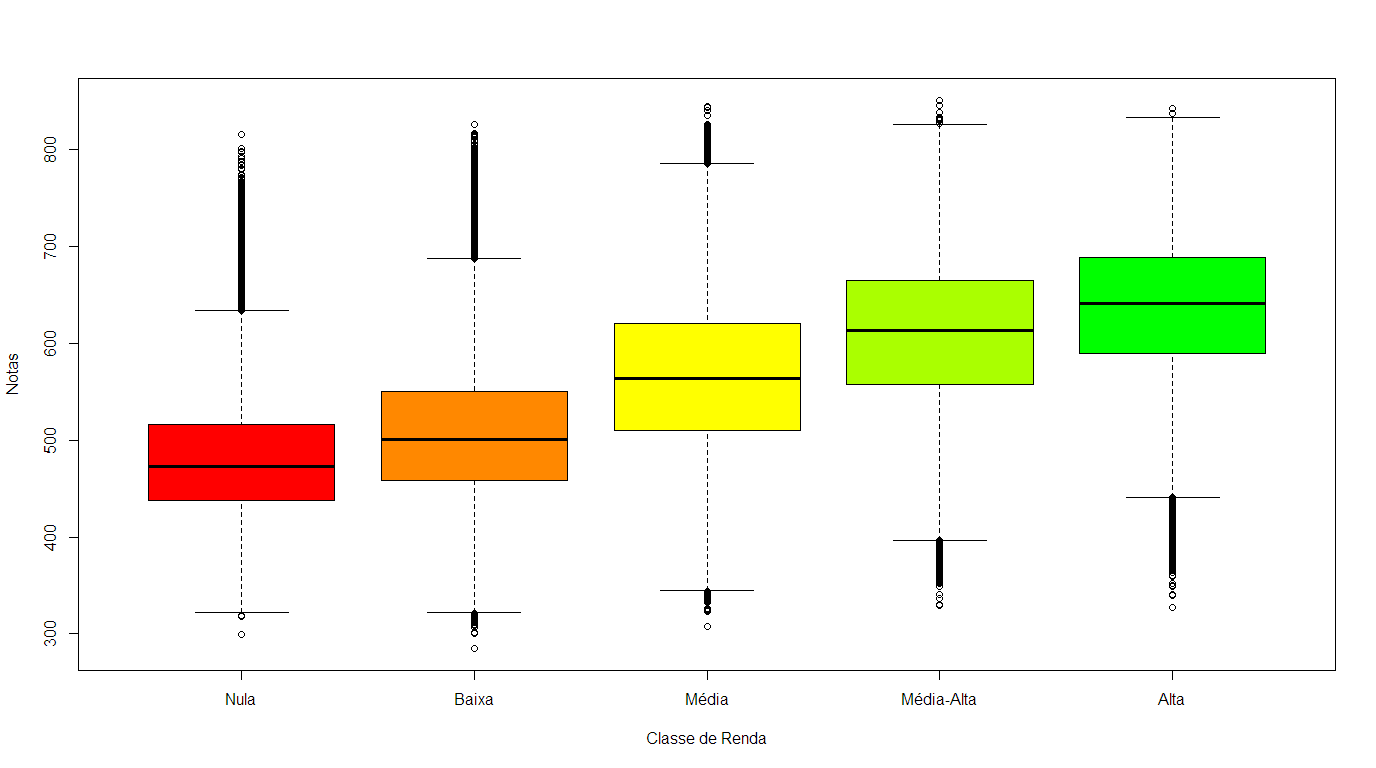 Notas
800
700
600
500
400
300
Nula
Baixa
Média
Média-Alta
Alta
Classe de Renda